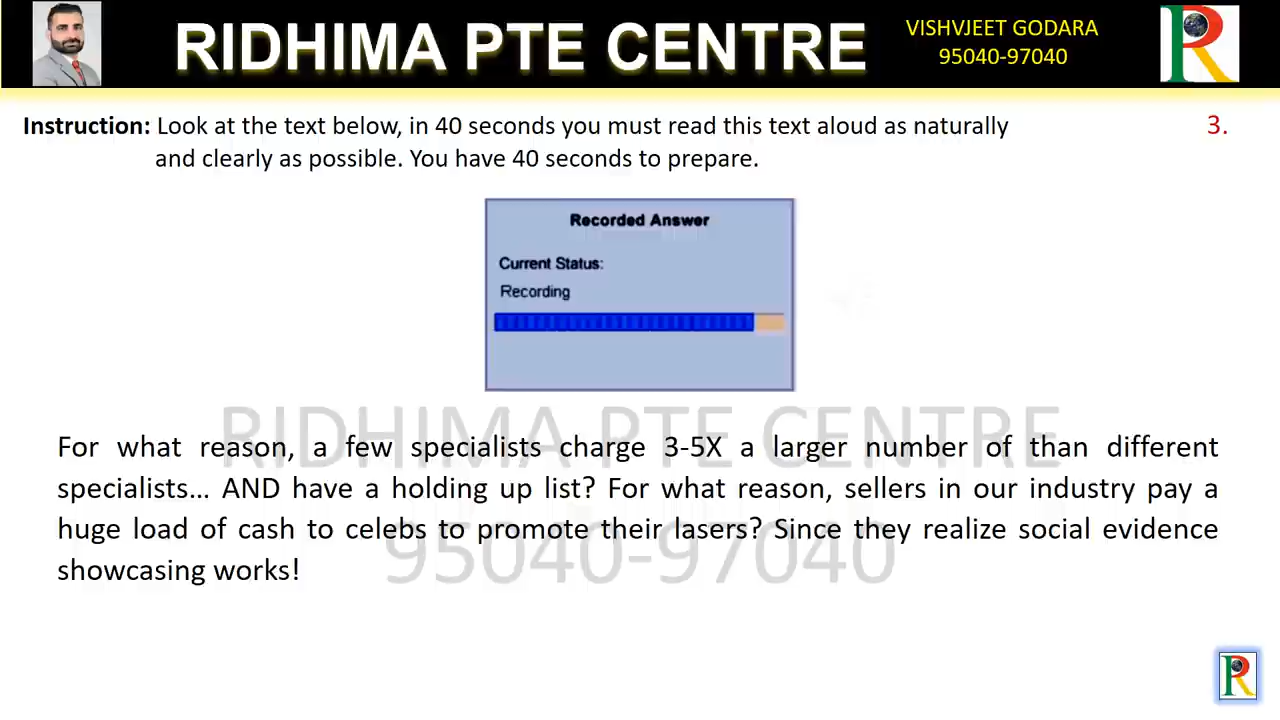 RIDHIMA PTE CENTRE
VISHVJEET GODARA
95040-97040
Instruction: Look at the text below, in 40 seconds you must read this text aloud as naturally
and clearly as possible. You have 40 seconds to prepare.
3.
Recorded Answer
Current Status:
Recording
RIDHIMA PTE CENTRE
For what reason, a few specialists charge 3-5X a larger number of than different
specialists... AND have a holding up list? For what reason, sellers in our industry pay a
huge load of cash to celebs to promote their lasers? Since they realize social evidence
95040-97040
showcasing works!